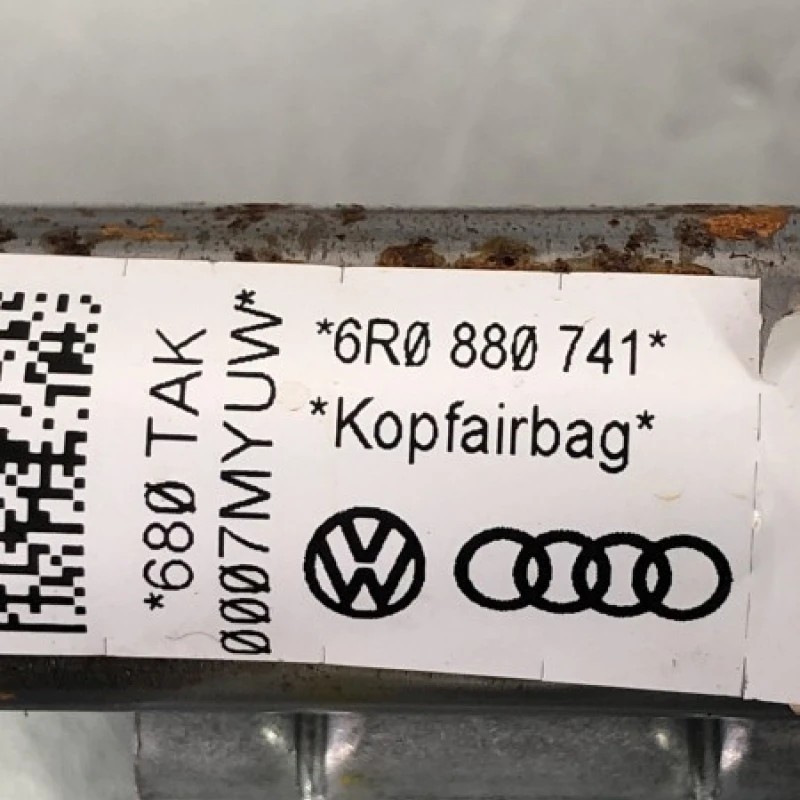 *680 TAK
0007MYUW*
*6R0 880 741*
*Kopfairbag*